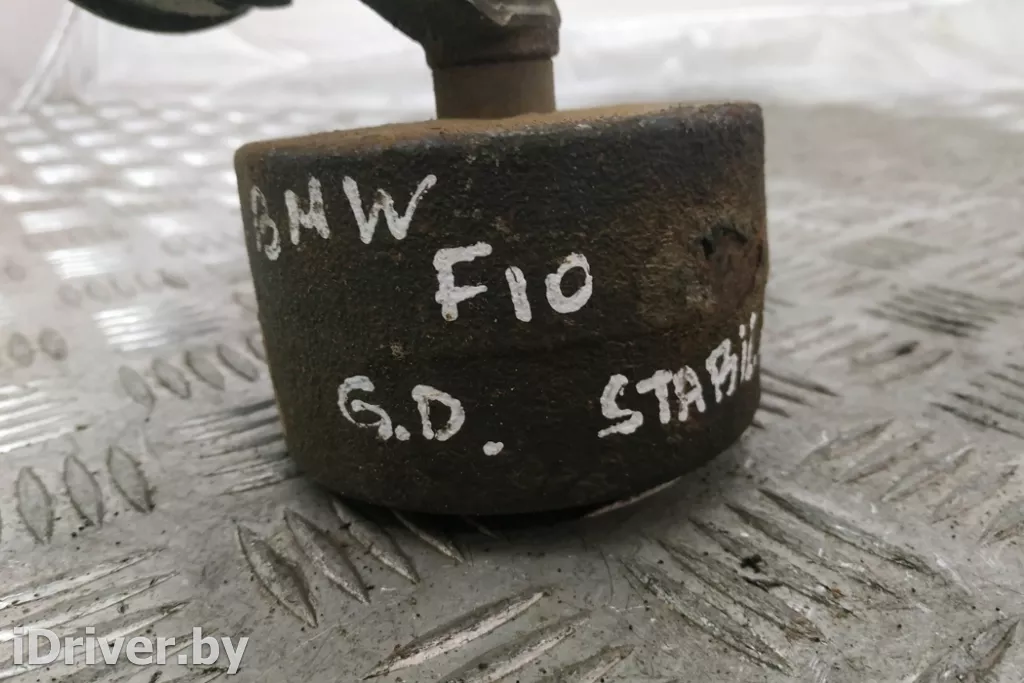 BMW
F10
G.D. STABIL
iDriver.by